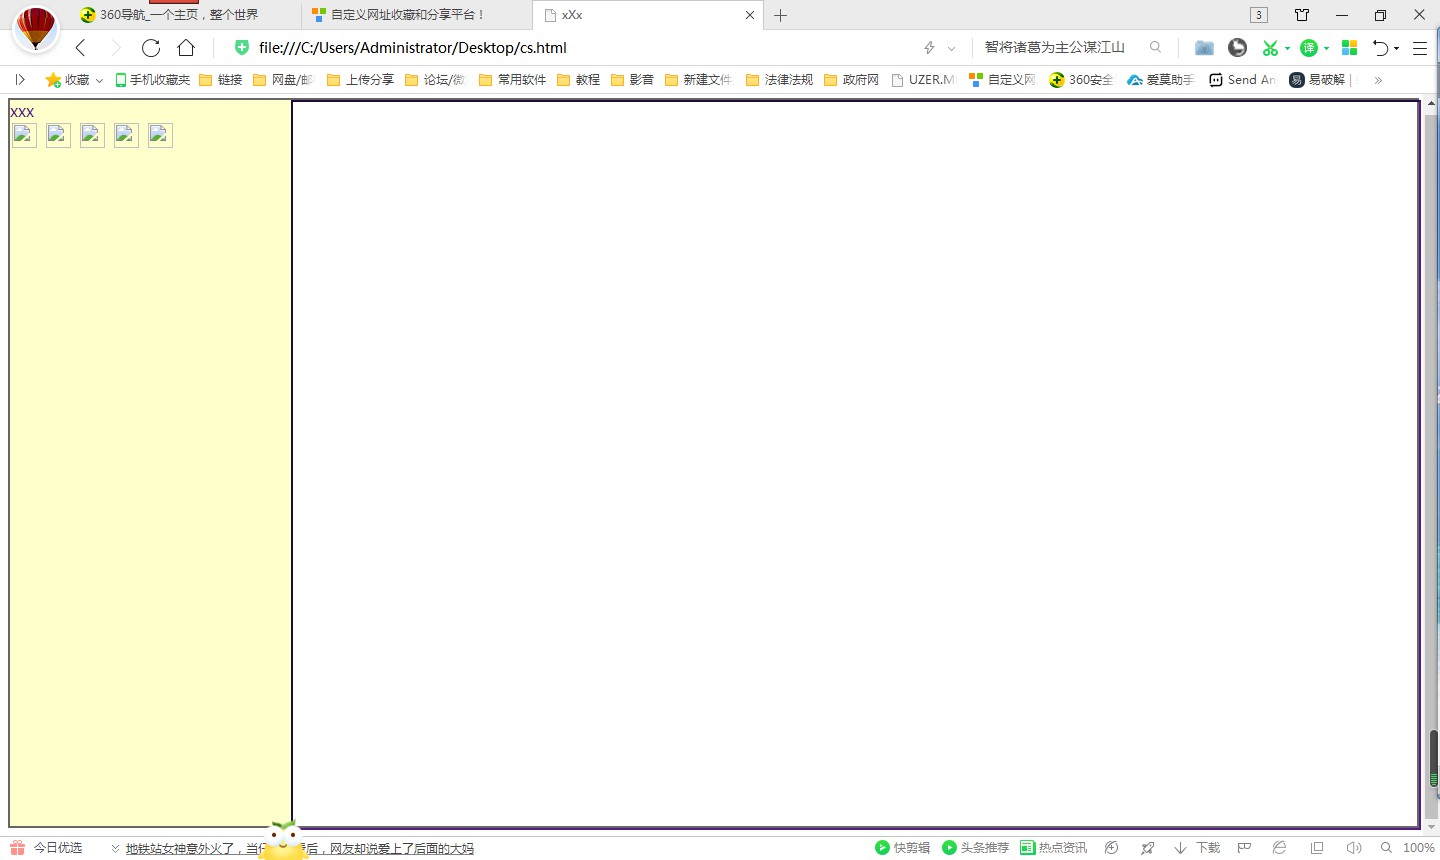 360导航_一个主页，整个世界
自定义网址收藏和分享平台！
xXx
3
file:///C:/Users/Administrator/Desktop/cs.html
智将诸葛为主公谋江山
译
收藏
手机收藏夹
链接
网盘/邮
上传分享
论坛/微
常用软件
教程
影音
新建文件
法律法规
政府网
UZER.M
自定义网
360安全
爱莫助手
Send An
易
易破解 |
xxx
今日优选
地铁站女神意外火了，当
后，网友却说爱上了后面的大妈
快剪辑
头条推荐
热点资讯
下载
100%